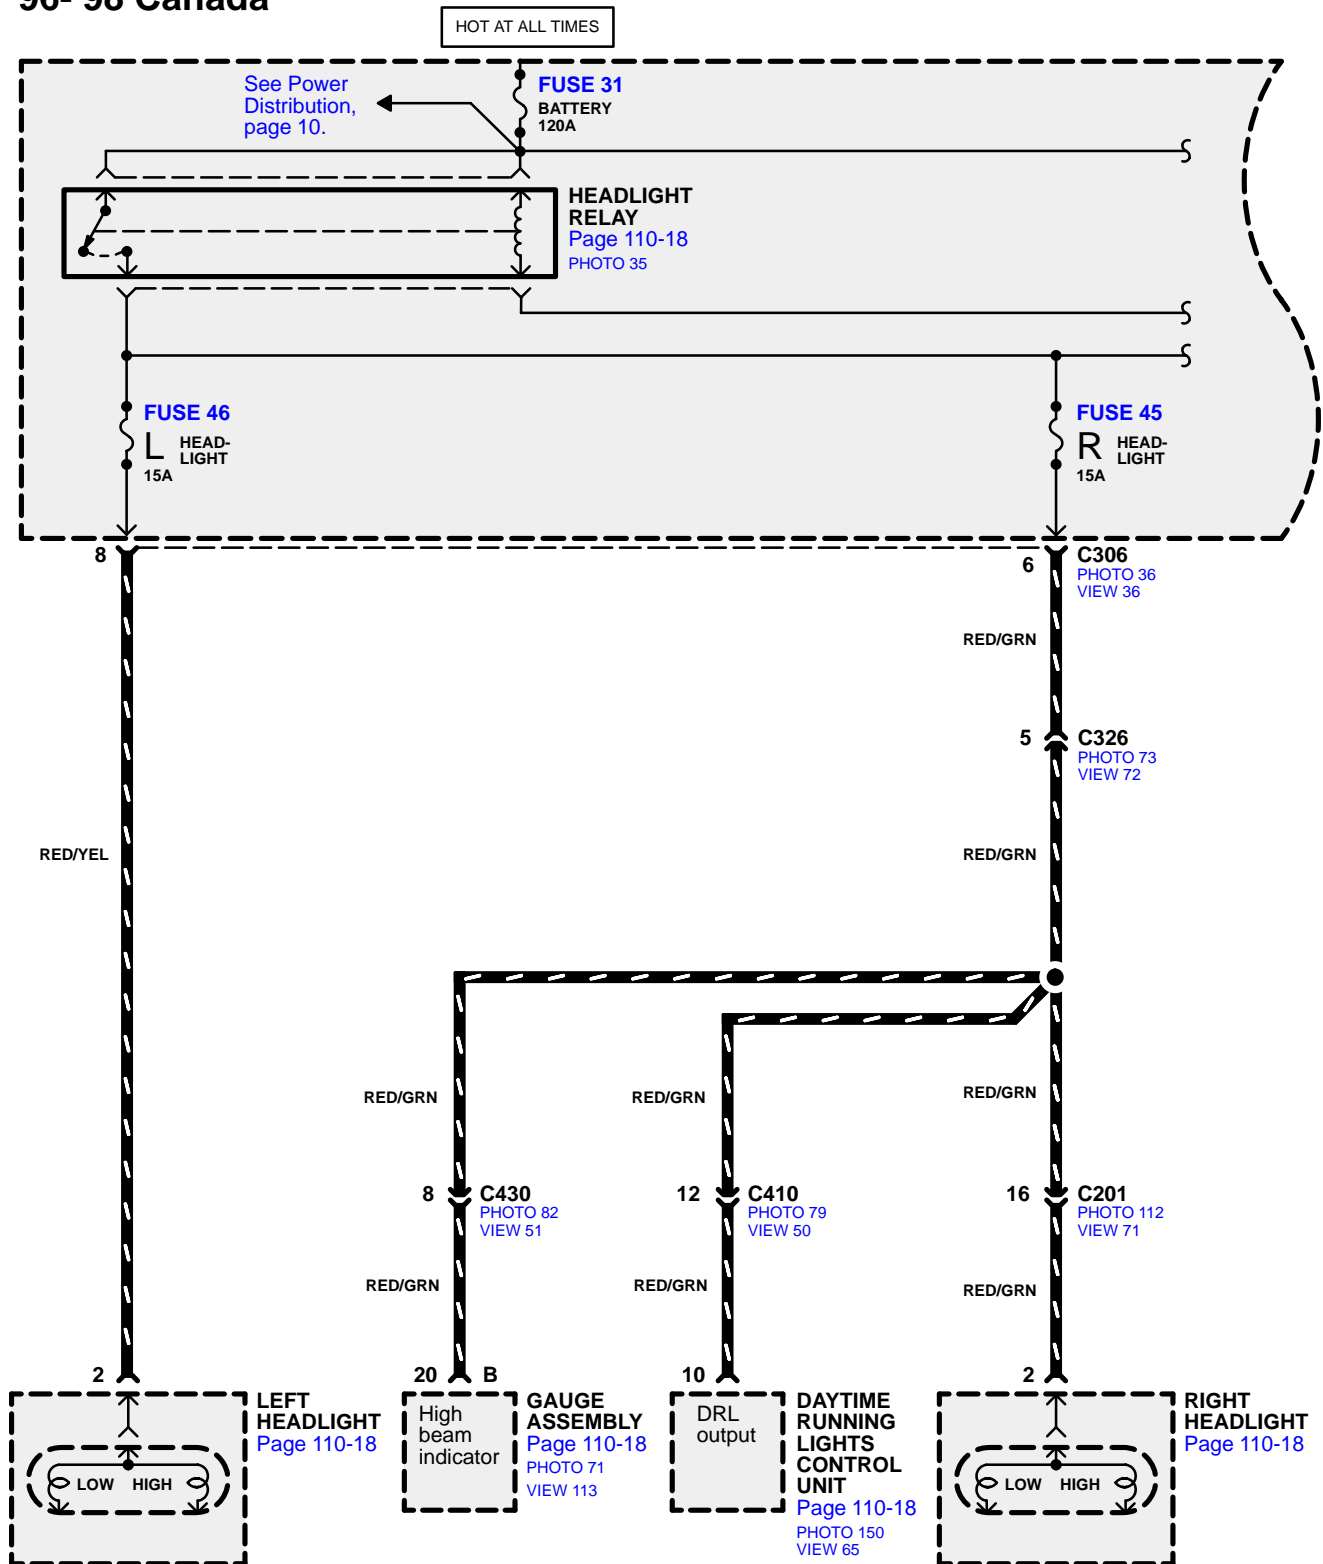 96- 98 Canada
HOT AT ALL TIMES
See Power
Distribution,
page 10.
FUSE 31
BATTERY
120A
HEADLIGHT
RELAY
Page 110-18
PHOTO 35
FUSE 46
L HEAD-
LIGHT
15A
FUSE 45
R HEAD-
LIGHT
15A
8
6 C306
PHOTO 36
VIEW 36
RED/GRN
5 C326
PHOTO 73
VIEW 72
RED/YEL
RED/GRN
RED/GRN
RED/GRN
RED/GRN
8 C430
PHOTO 82
VIEW 51
12 C410
PHOTO 79
VIEW 50
16 C201
PHOTO 112
VIEW 71
RED/GRN
RED/GRN
RED/GRN
2
LEFT
HEADLIGHT
Page 110-18
LOW HIGH
20 B
High
beam
indicator
GAUGE
ASSEMBLY
Page 110-18
PHOTO 71
VIEW 113
10
DRL
output
DAYTIME
RUNNING
LIGHTS
CONTROL
UNIT
Page 110-18
PHOTO 150
VIEW 65
2
RIGHT
HEADLIGHT
Page 110-18
LOW HIGH